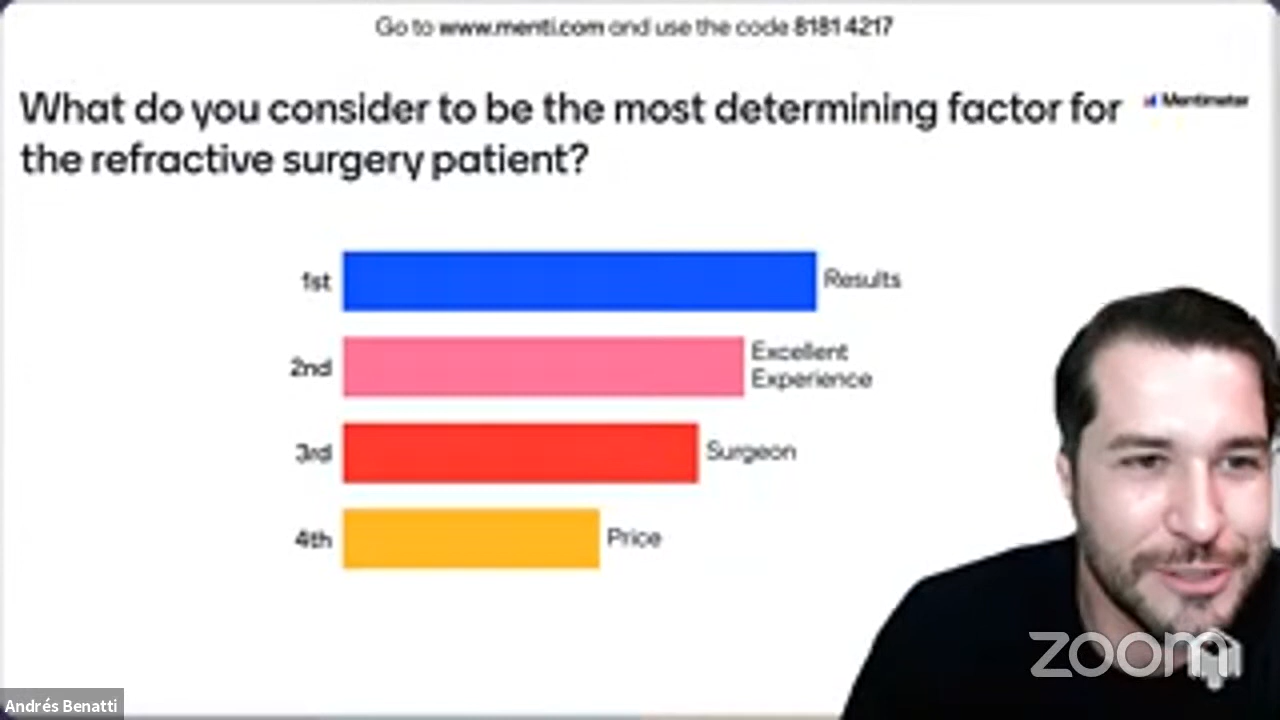 Go to www.menti.com and use the code 8181 4217
What do you consider to be the most determining factor for
the refractive surgery patient?
Mentimeter
1st
Results
2nd
Excellent
Experience
3rd
Surgeon
4th
Price
zoom
Andrés Benatti